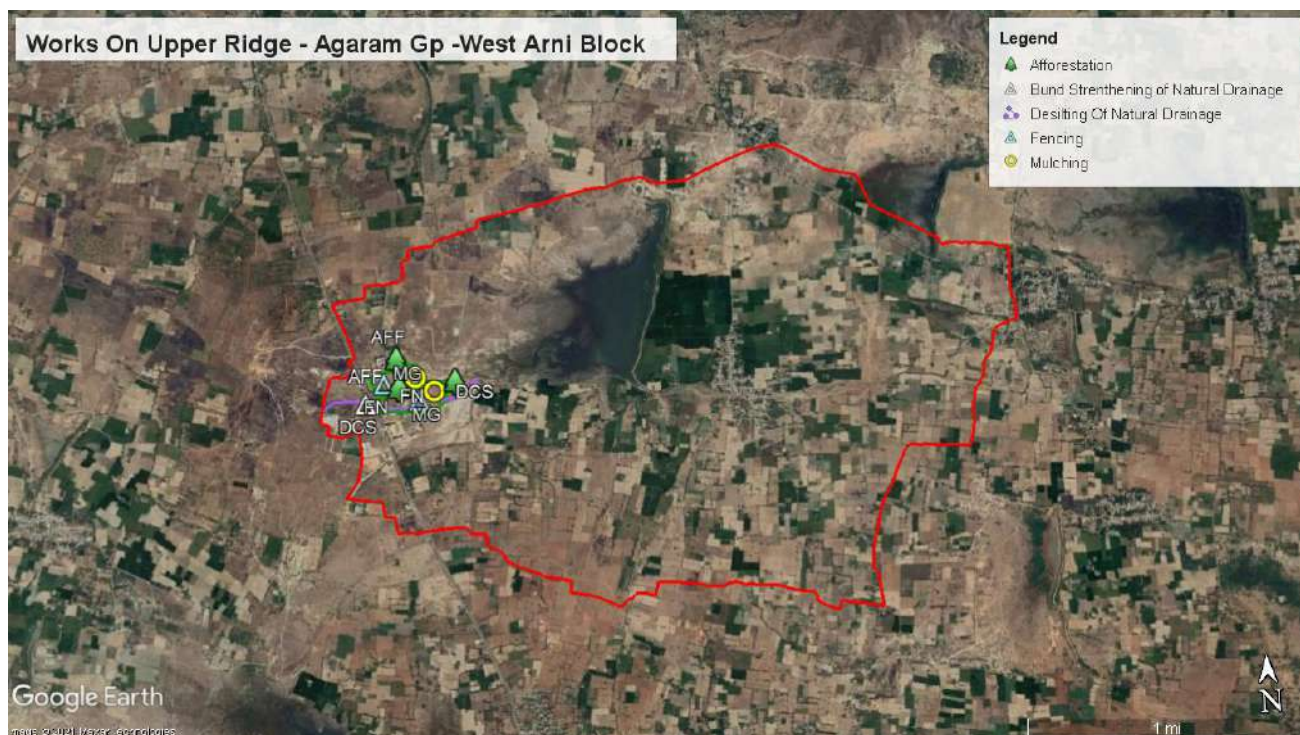 Works On Upper Ridge - Agaram Gp -West Arni Block
Legend
Afforestation
Bund Strenthening of Natural Drainage
Desilting Of Natural Drainage
Fencing
Mulching
AFF
AFF
MG
FN
DCS
FN
MG
DCS
Google Earth
1 mi
N